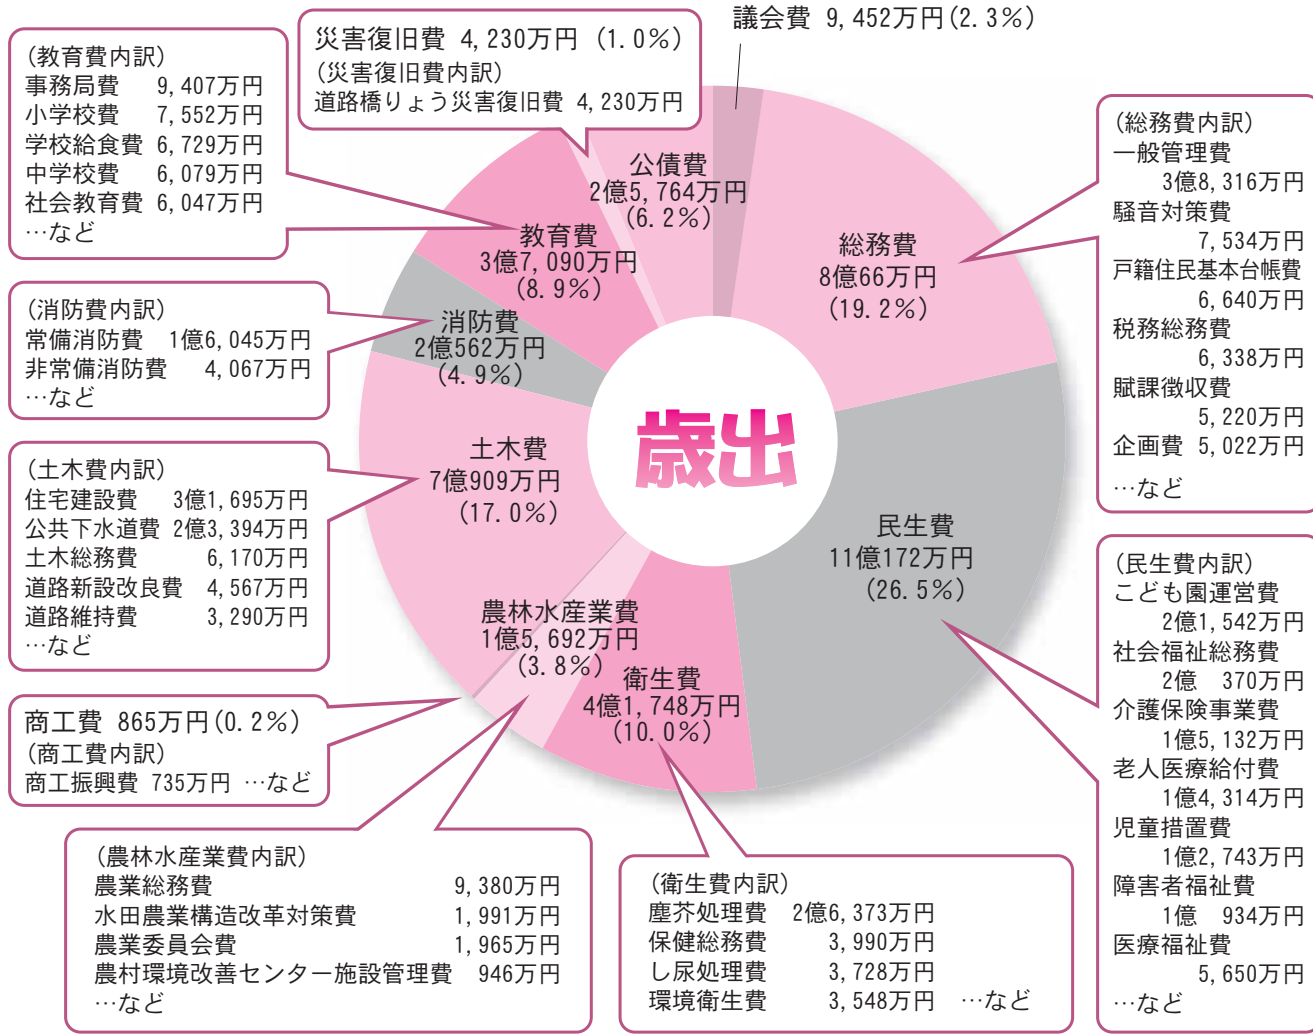 議会費 9,452万円(2.3%)
災害復旧費 4,230万円 (1.0%)
(災害復旧費内訳)
道路橋りょう災害復旧費 4,230万円
(教育費内訳)
事務局費 9,407万円
小学校費 7,552万円
学校給食費 6,729万円
中学校費 6,079万円
社会教育費 6,047万円
…など
(総務費内訳)
一般管理費
3億8,316万円
騒音対策費
7,534万円
戸籍住民基本台帳費
6,640万円
税務総務費
6,338万円
賦課徴収費
5,220万円
企画費 5,022万円
…など
公債費
2億5,764万円
(6.2%)
総務費
8億66万円
(19.2%)
教育費
3億7,090万円
(8.9%)
消防費
2億562万円
(4.9%)
(消防費内訳)
常備消防費 1億6,045万円
非常備消防費 4,067万円
…など
歳出
土木費
7億909万円
(17.0%)
(土木費内訳)
住宅建設費 3億1,695万円
公共下水道費 2億3,394万円
土木総務費 6,170万円
道路新設改良費 4,567万円
道路維持費 3,290万円
…など
民生費
11億172万円
(26.5%)
(民生費内訳)
こども園運営費
2億1,542万円
社会福祉総務費
2億 370万円
介護保険事業費
1億5,132万円
老人医療給付費
1億4,314万円
児童措置費
1億2,743万円
障害者福祉費
1億 934万円
医療福祉費
5,650万円
…など
農林水産業費
1億5,692万円
(3.8%)
衛生費
4億1,748万円
(10.0%)
商工費 865万円(0.2%)
(商工費内訳)
商工振興費 735万円 …など
(農林水産業費内訳)
農業総務費 9,380万円
水田農業構造改革対策費 1,991万円
農業委員会費 1,965万円
農村環境改善センター施設管理費 946万円
…など
(衛生費内訳)
塵芥処理費 2億6,373万円
保健総務費 3,990万円
し尿処理費 3,728万円
環境衛生費 3,548万円 …など